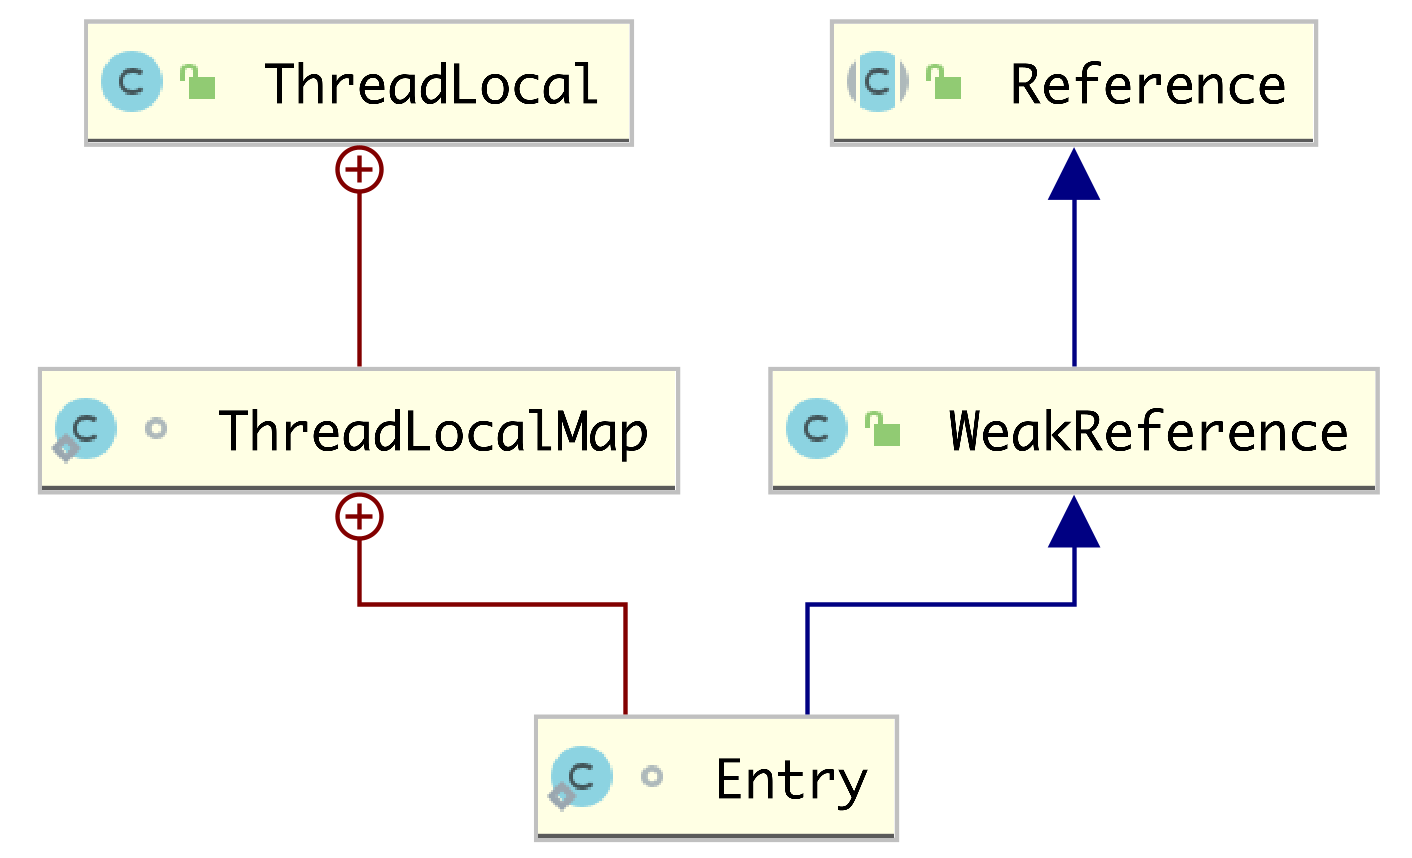 C ThreadLocal
C Reference
C ThreadLocalMap
C WeakReference
C Entry